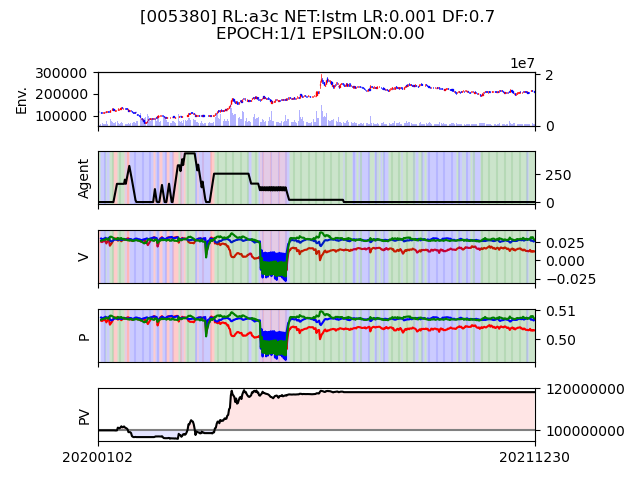 [005380] RL:a3c NET:lstm LR:0.001 DF:0.7
EPOCH:1/1 EPSILON:0.00
1e7
300000
200000
100000
Env.
2
0
Agent
250
0
V
0.025
0.000
−0.025
P
0.51
0.50
PV
120000000
100000000
20200102
20211230